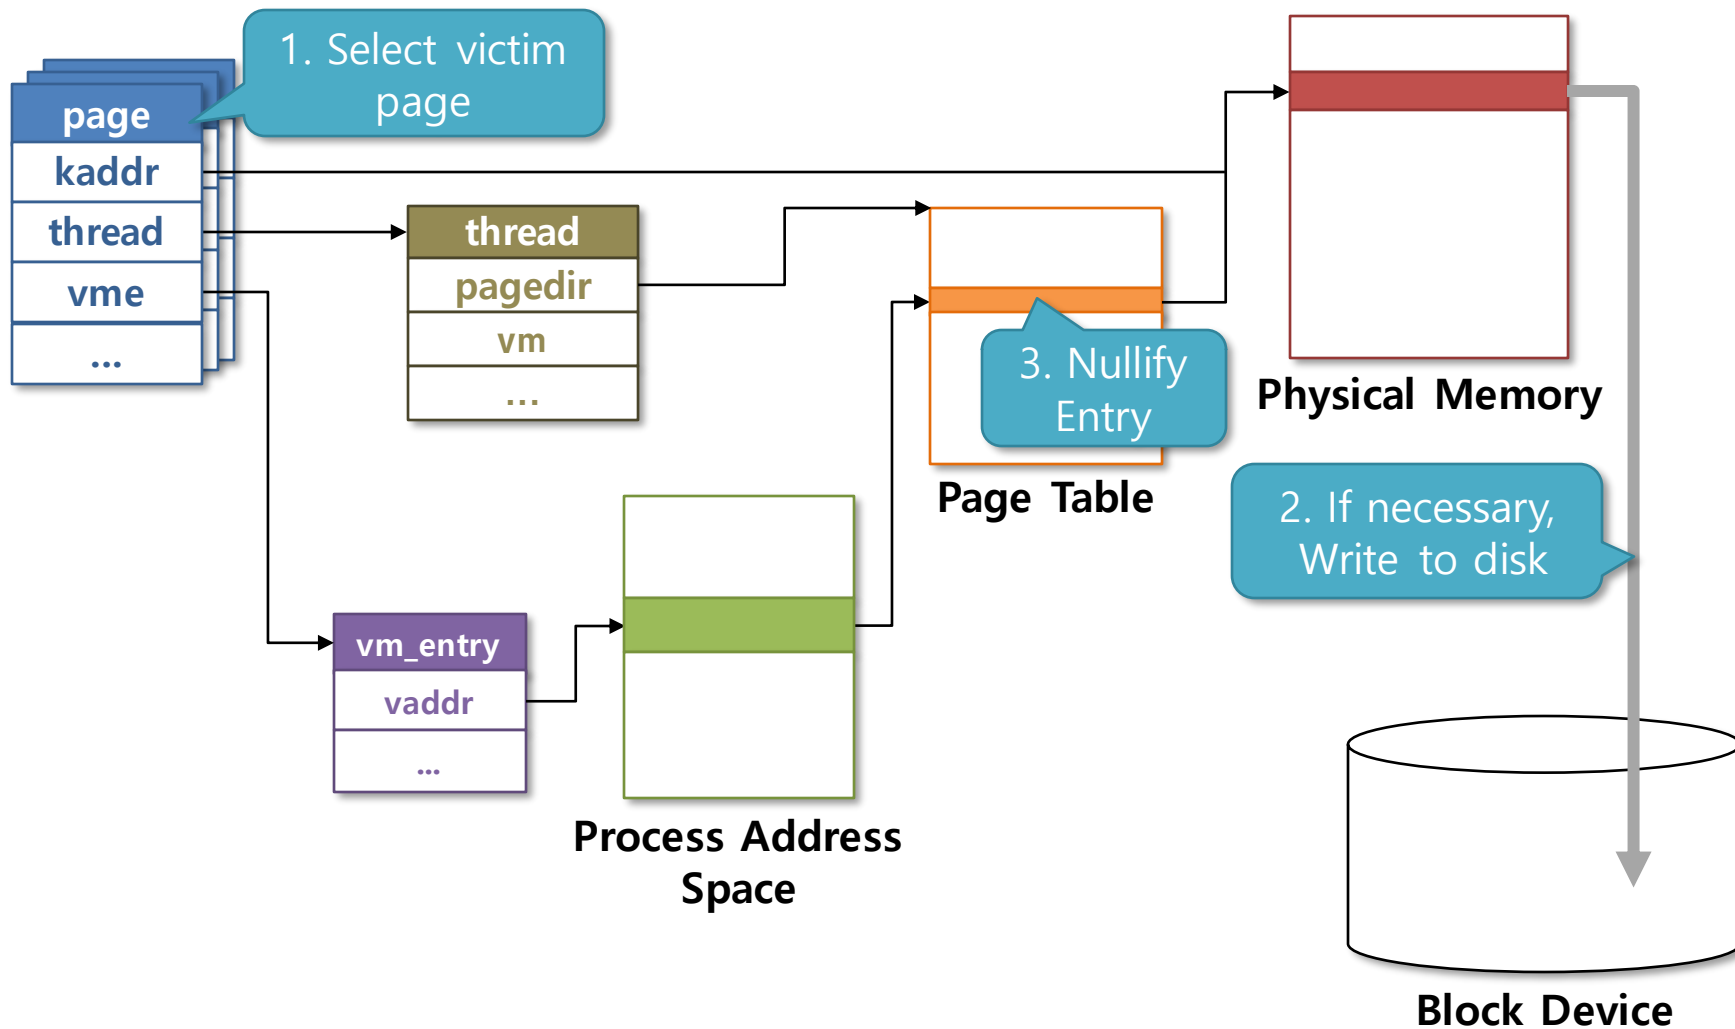 1. Select victim
page
page
kaddr
thread
vme
...
thread
pagedir
vm
...
3. Nullify
Entry
Page Table
Physical Memory
2. If necessary,
Write to disk
vm_entry
vaddr
...
Process Address
Space
Block Device